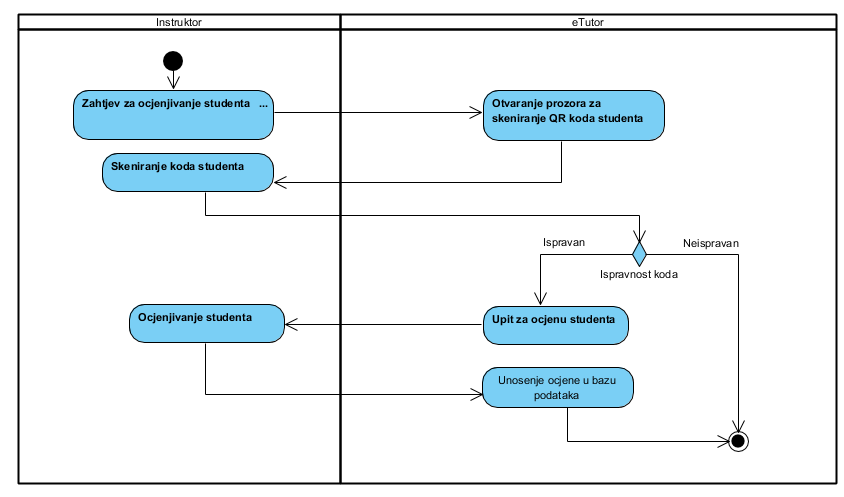 Instruktor
eTutor
Zahtjev za ocjenjivanje studenta ...
Otvaranje prozora za
skeniranje QR koda studenta
Skeniranje koda studenta
Ispravan
Neispravan
Ispravnost koda
Ocjenjivanje studenta
Upit za ocjenu studenta
Unosenje ocjene u bazu
podataka